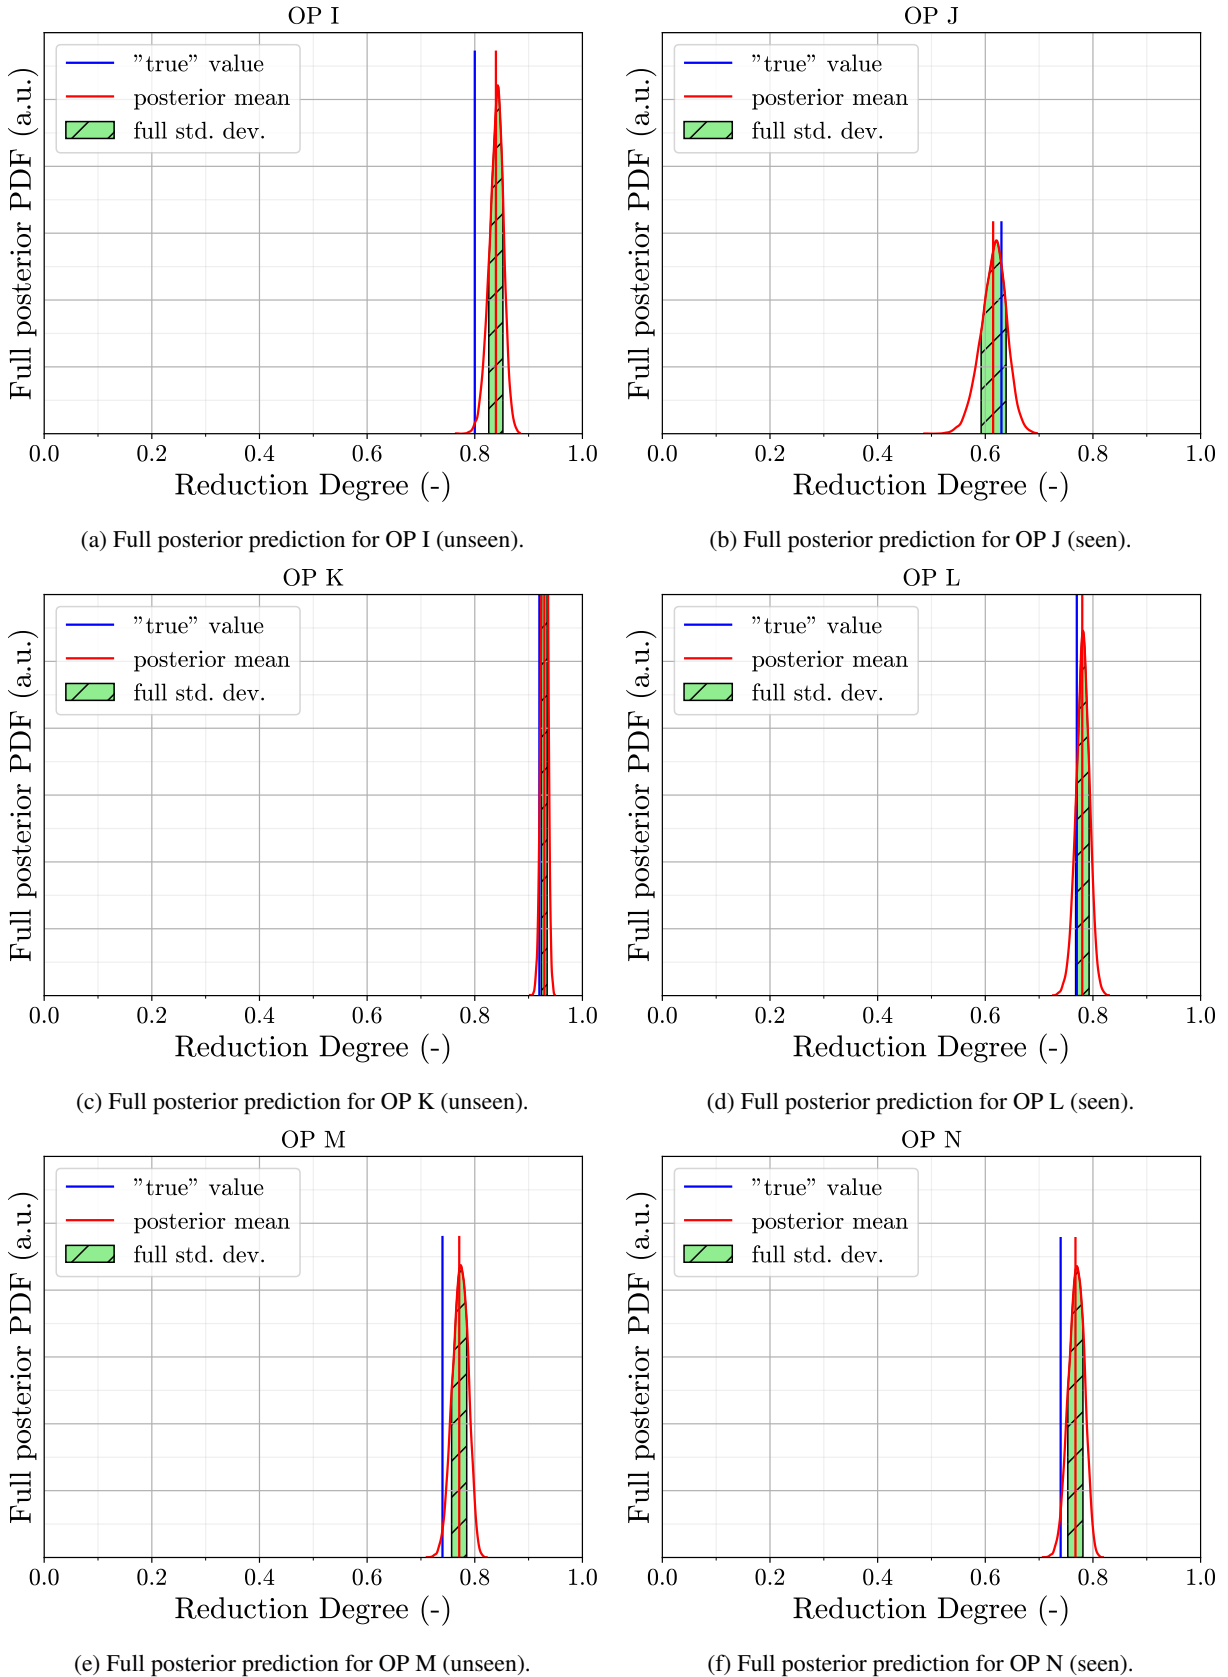 OP I
Full posterior PDF (a.u.)
"true" value
posterior mean
full std. dev.
0.0 0.2 0.4 0.6 0.8 1.0
Reduction Degree (-)
(a) Full posterior prediction for OP I (unseen).
OP J
Full posterior PDF (a.u.)
"true" value
posterior mean
full std. dev.
0.0 0.2 0.4 0.6 0.8 1.0
Reduction Degree (-)
(b) Full posterior prediction for OP J (seen).
OP K
Full posterior PDF (a.u.)
"true" value
posterior mean
full std. dev.
0.0 0.2 0.4 0.6 0.8 1.0
Reduction Degree (-)
(c) Full posterior prediction for OP K (unseen).
OP L
Full posterior PDF (a.u.)
"true" value
posterior mean
full std. dev.
0.0 0.2 0.4 0.6 0.8 1.0
Reduction Degree (-)
(d) Full posterior prediction for OP L (seen).
OP M
Full posterior PDF (a.u.)
"true" value
posterior mean
full std. dev.
0.0 0.2 0.4 0.6 0.8 1.0
Reduction Degree (-)
(e) Full posterior prediction for OP M (unseen).
OP N
Full posterior PDF (a.u.)
"true" value
posterior mean
full std. dev.
0.0 0.2 0.4 0.6 0.8 1.0
Reduction Degree (-)
(f) Full posterior prediction for OP N (seen).